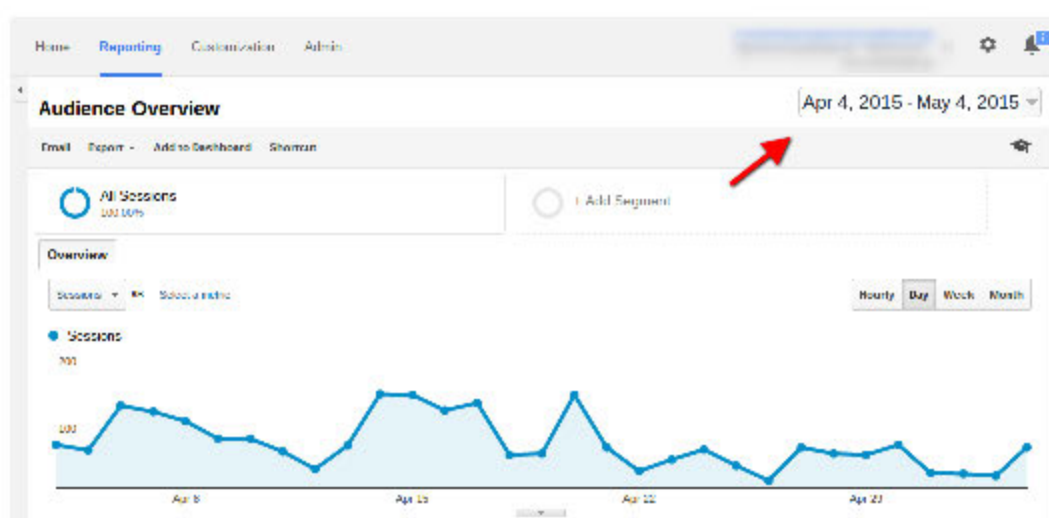 Home Reporting Customization Admin
Audience Overview
Apr 4, 2015 - May 4, 2015
Email Export Add to Dashboard Shortcut
All Sessions
100.00%
+ Add Segment
Overview
Sessions VS. Select a metric
Hourly Day Week Month
Sessions
200
100
Apr 8 Apr 15 Apr 22 Apr 29